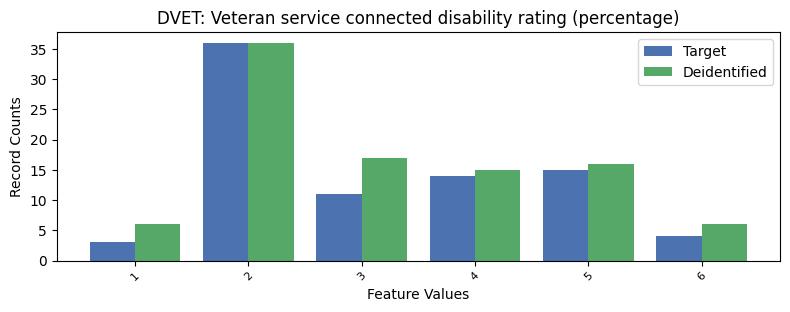 DVET: Veteran service connected disability rating (percentage)
Target
Deidentified
Record Counts
35
30
25
20
15
10
5
0
1 2 3 4 5 6
Feature Values